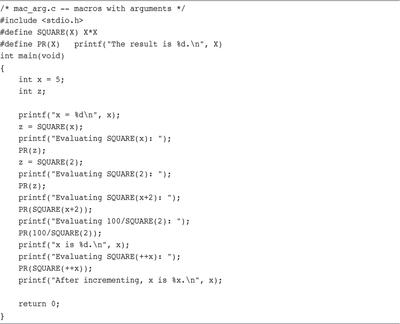 /* mac_arg.c -- macros with arguments */
#include <stdio.h>
#define SQUARE(X) X*X
#define PR(X)   printf("The result is %d.\n", X)
int main(void)
{
    int x = 5;
    int z;

    printf("x = %d\n", x);
    z = SQUARE(x);
    printf("Evaluating SQUARE(x): ");
    PR(z);
    z = SQUARE(2);
    printf("Evaluating SQUARE(2): ");
    PR(z);
    printf("Evaluating SQUARE(x+2): ");
    PR(SQUARE(x+2));
    printf("Evaluating 100/SQUARE(2): ");
    PR(100/SQUARE(2));
    printf("x is %d.\n", x);
    printf("Evaluating SQUARE(++x): ");
    PR(SQUARE(++x));
    printf("After incrementing, x is %x.\n", x);

    return 0;
}